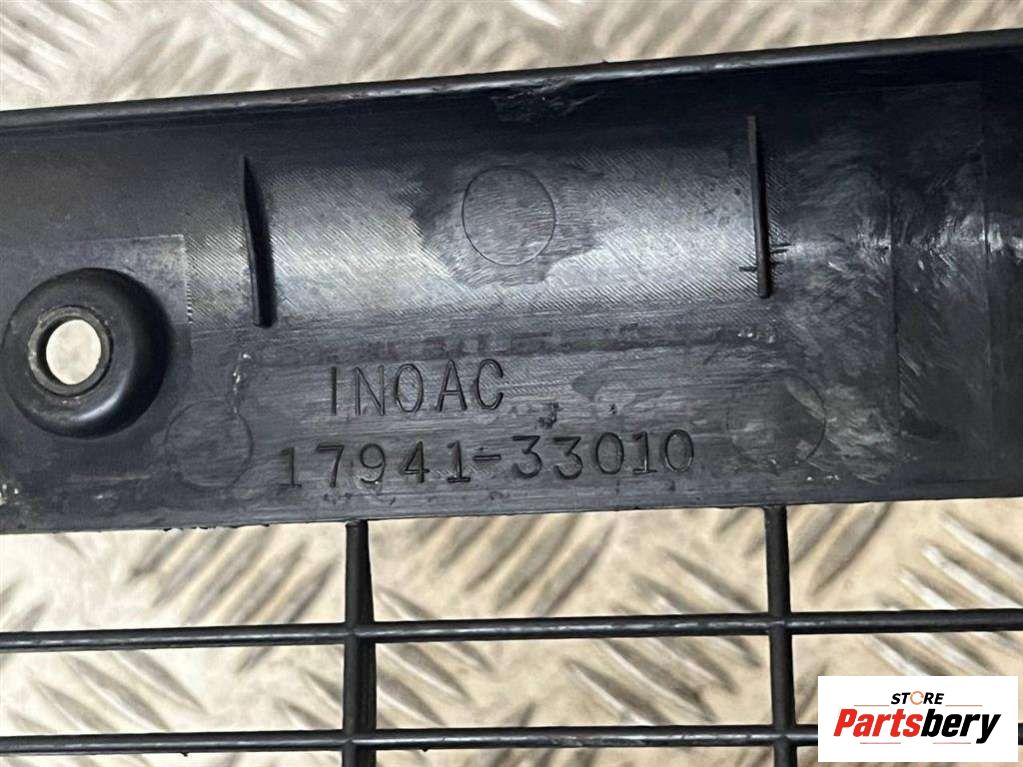 INOAC
17941-33010
STORE
Partsbery